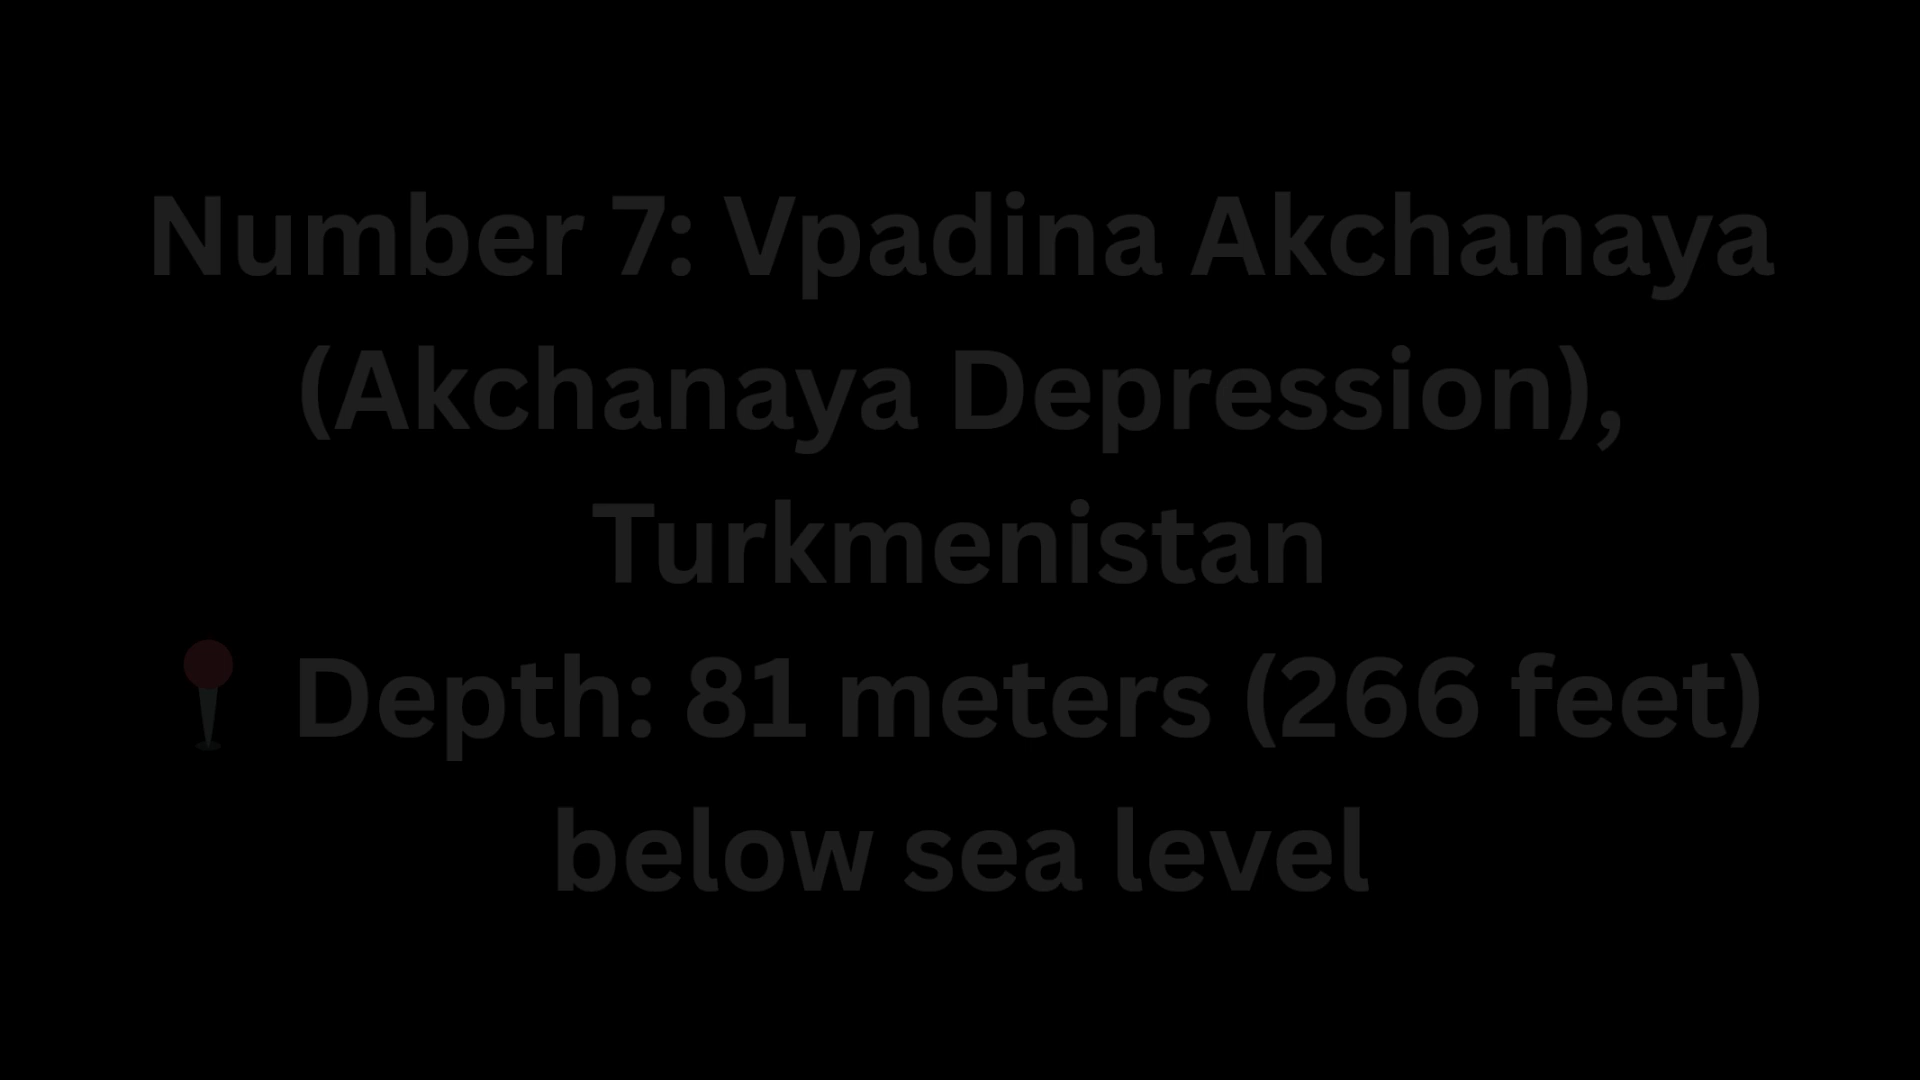 Number 7: Vpadina Akchanaya
(Akchanaya Depression),
Turkmenistan
📍 Depth: 81 meters (266 feet)
below sea level